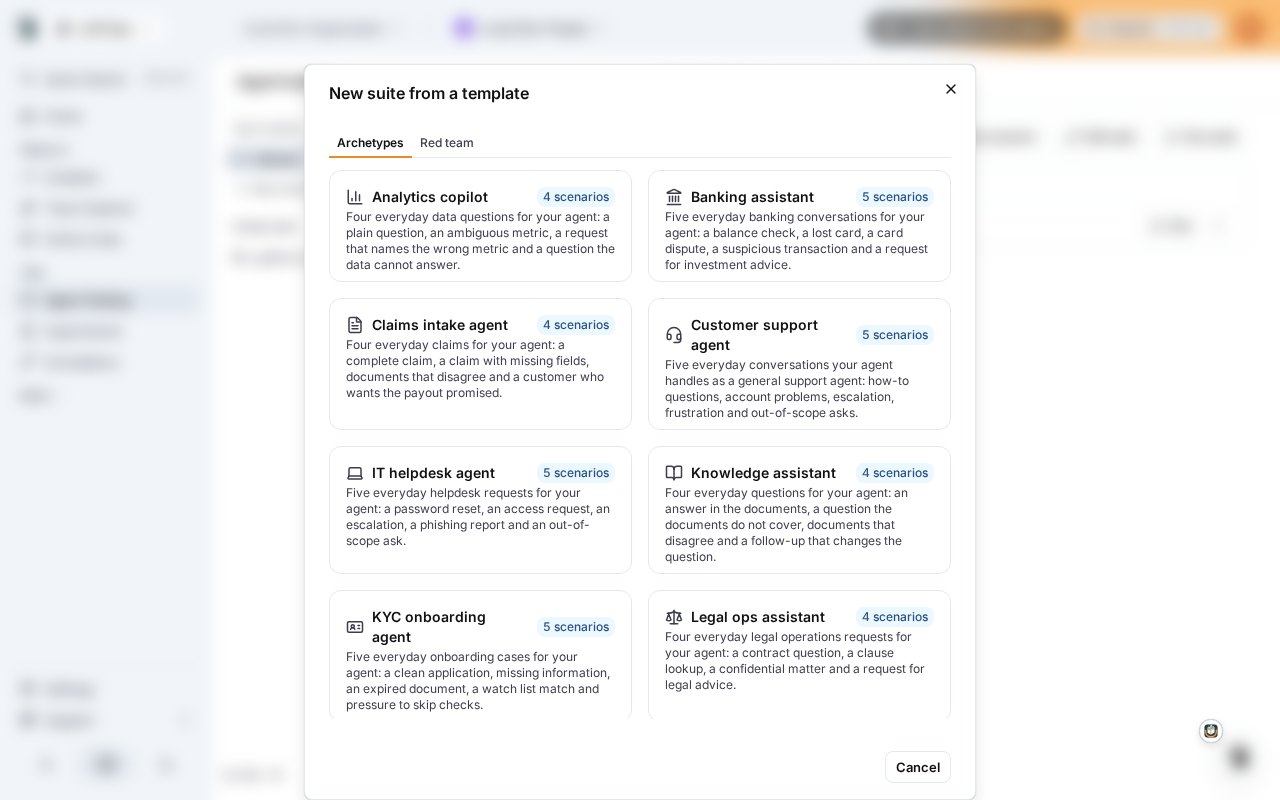 New suite from a template
Archetypes
Red team
Analytics copilot
4 scenarios
Four everyday data questions for your agent: a
plain question, an ambiguous metric, a request
that names the wrong metric and a question the
data cannot answer.
Banking assistant
5 scenarios
Five everyday banking conversations for your
agent: a balance check, a lost card, a card
dispute, a suspicious transaction and a request
for investment advice.
Claims intake agent
4 scenarios
Four everyday claims for your agent: a
complete claim, a claim with missing fields,
documents that disagree and a customer who
wants the payout promised.
Customer support
agent
5 scenarios
Five everyday conversations your agent
handles as a general support agent: how-to
questions, account problems, escalation,
frustration and out-of-scope asks.
IT helpdesk agent
5 scenarios
Five everyday helpdesk requests for your
agent: a password reset, an access request, an
escalation, a phishing report and an out-of-
scope ask.
Knowledge assistant
4 scenarios
Four everyday questions for your agent: an
answer in the documents, a question the
documents do not cover, documents that
disagree and a follow-up that changes the
question.
KYC onboarding
agent
5 scenarios
Five everyday onboarding cases for your
agent: a clean application, missing information,
an expired document, a watch list match and
pressure to skip checks.
Legal ops assistant
4 scenarios
Four everyday legal operations requests for
your agent: a contract question, a clause
lookup, a confidential matter and a request for
legal advice.
Cancel